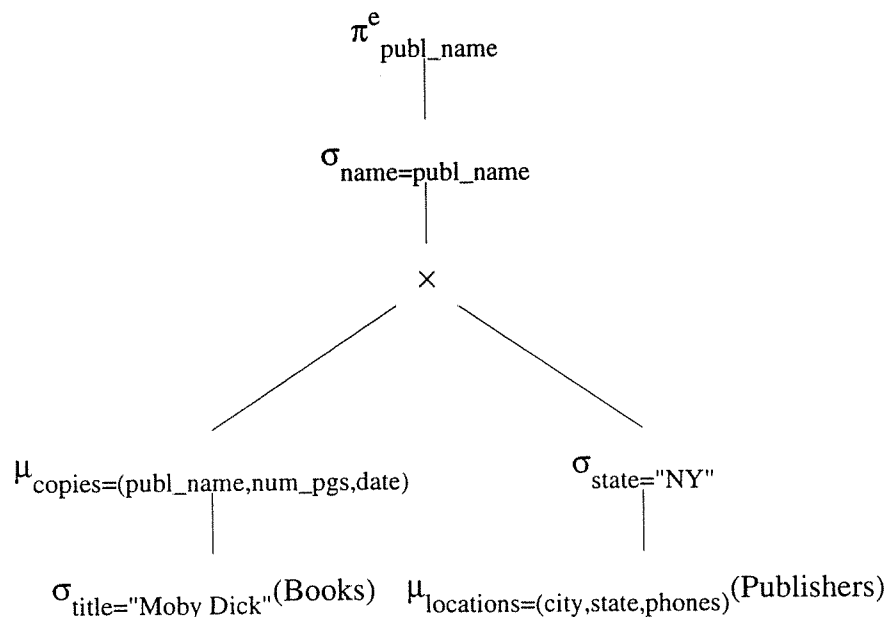 π^e publ_name
σ name=publ_name
×
μ copies=(publ_name,num_pgs,date)
σ state="NY"
σ title="Moby Dick"(Books)
μ locations=(city,state,phones)(Publishers)